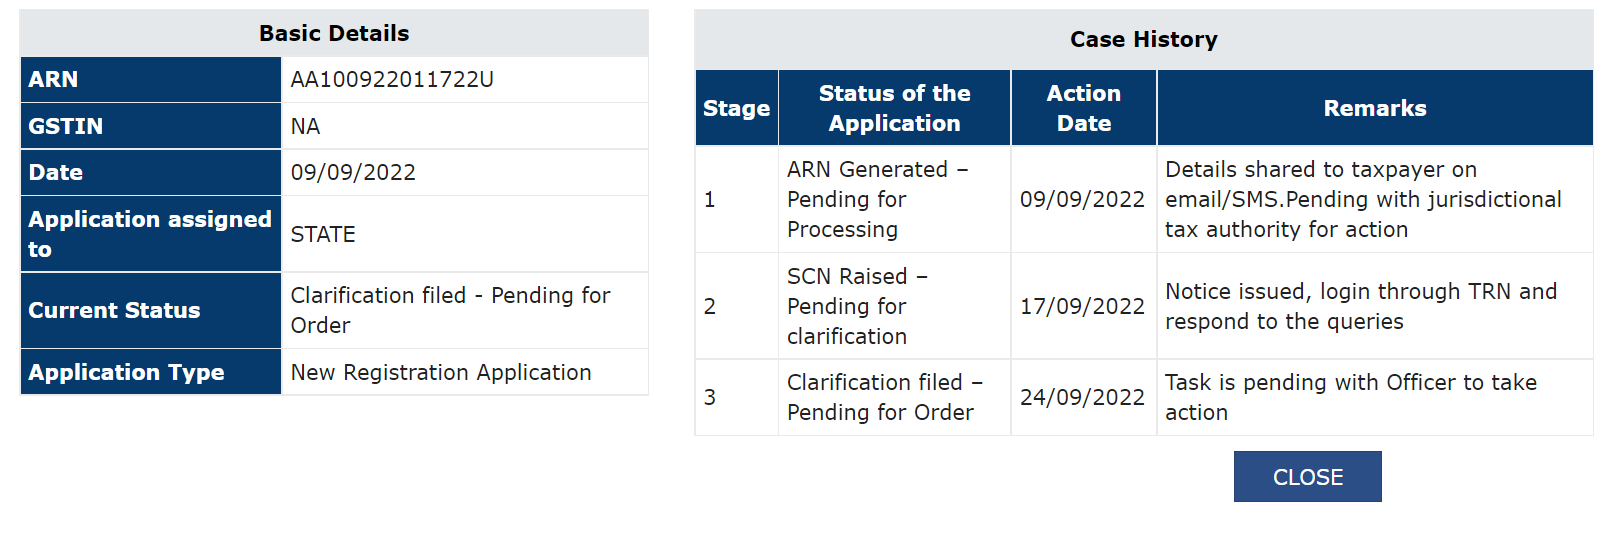 Basic Details
ARN AA100922011722U
GSTIN NA
Date 09/09/2022
Application assigned
to
STATE
Current Status
Clarification filed - Pending for
Order
Application Type New Registration Application
Case History
Stage
Status of the
Application
Action
Date
Remarks
1
ARN Generated –
Pending for
Processing
09/09/2022
Details shared to taxpayer on
email/SMS.Pending with jurisdictional
tax authority for action
2
SCN Raised –
Pending for
clarification
17/09/2022
Notice issued, login through TRN and
respond to the queries
3
Clarification filed –
Pending for Order
24/09/2022
Task is pending with Officer to take
action
CLOSE